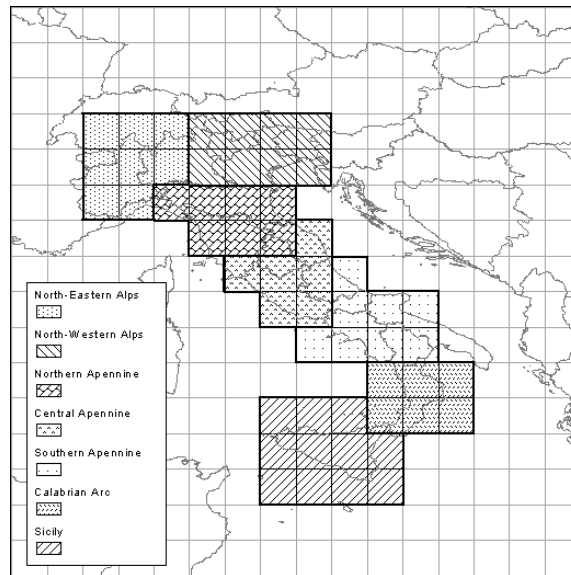 North-Eastern Alps
North-Western Alps
Northern Apennine
Central Apennine
Southern Apennine
Calabrian Arc
Sicily